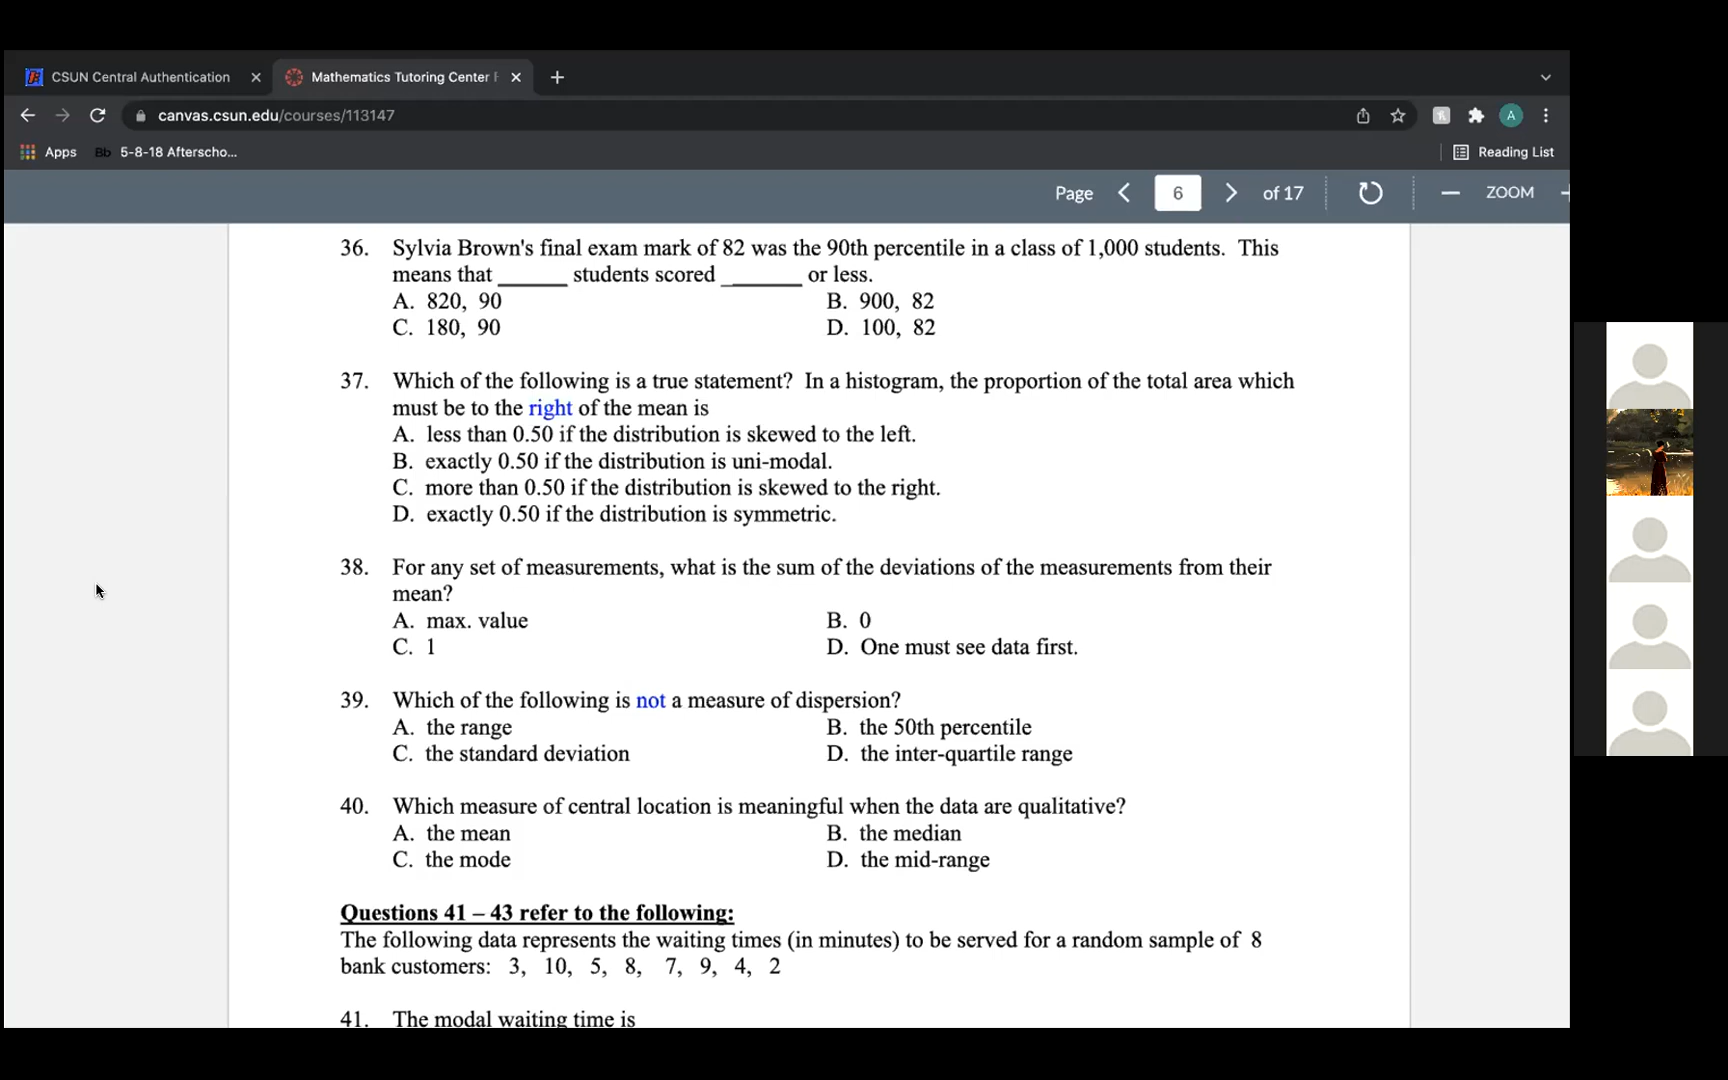 CSUN Central Authentication
Mathematics Tutoring Center
canvas.csun.edu/courses/113147
A
Apps
Bb 5-8-18 Afterscho...
Reading List
Page 6 of 17
ZOOM
36. Sylvia Brown's final exam mark of 82 was the 90th percentile in a class of 1,000 students. This
means that ______ students scored _______ or less.
A. 820, 90 B. 900, 82
C. 180, 90 D. 100, 82
37. Which of the following is a true statement? In a histogram, the proportion of the total area which
must be to the right of the mean is
A. less than 0.50 if the distribution is skewed to the left.
B. exactly 0.50 if the distribution is uni-modal.
C. more than 0.50 if the distribution is skewed to the right.
D. exactly 0.50 if the distribution is symmetric.
38. For any set of measurements, what is the sum of the deviations of the measurements from their
mean?
A. max. value B. 0
C. 1 D. One must see data first.
39. Which of the following is not a measure of dispersion?
A. the range B. the 50th percentile
C. the standard deviation D. the inter-quartile range
40. Which measure of central location is meaningful when the data are qualitative?
A. the mean B. the median
C. the mode D. the mid-range
Questions 41 – 43 refer to the following:
The following data represents the waiting times (in minutes) to be served for a random sample of 8
bank customers: 3, 10, 5, 8, 7, 9, 4, 2
41. The modal waiting time is